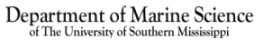 Department of Marine Science
of The University of Southern Mississippi